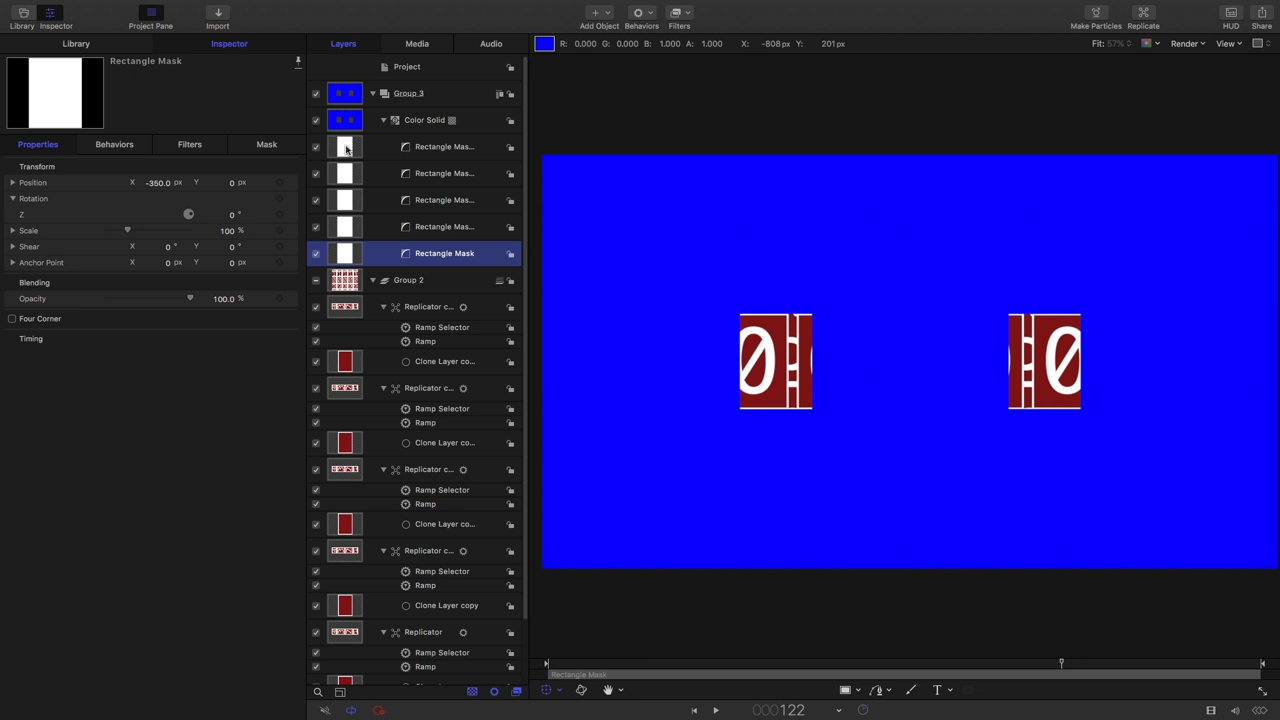 Library
Inspector
Project Pane
Import
Add Object
Behaviors
Filters
Make Particles
Replicate
HUD
Share
Library
Inspector
Layers
Media
Audio
R: 0.000 G: 0.000 B: 1.000 A: 1.000
X: -808 px Y: 201 px
Fit: 57%
Render
View
Rectangle Mask
Properties
Behaviors
Filters
Mask
Transform
Position X -350.0 px Y 0 px
Rotation
Z 0 °
Scale 100 %
Shear X 0 ° Y 0 °
Anchor Point X 0 px Y 0 px
Blending
Opacity 100.0 %
Four Corner
Timing
Project
Group 3
Color Solid
Rectangle Mas...
Rectangle Mas...
Rectangle Mas...
Rectangle Mas...
Rectangle Mask
Group 2
Replicator c...
Ramp Selector
Ramp
Clone Layer co...
Replicator c...
Ramp Selector
Ramp
Clone Layer co...
Replicator c...
Ramp Selector
Ramp
Clone Layer co...
Replicator c...
Ramp Selector
Ramp
Clone Layer copy
Replicator
Ramp Selector
Ramp
0
0
Rectangle Mask
T
000122